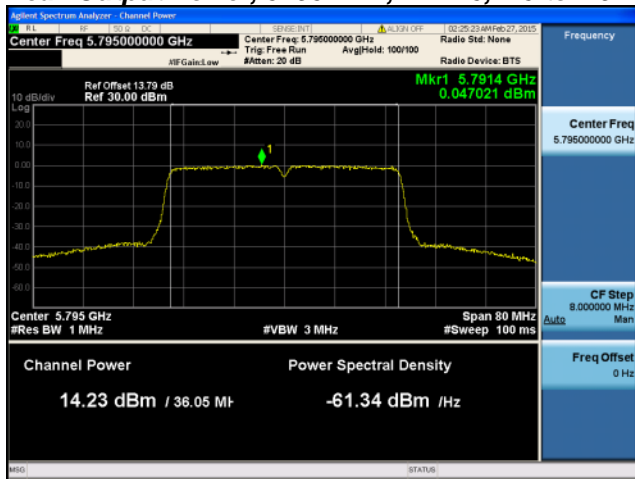 Agilent Spectrum Analyzer - Channel Power
RL RF 50 Ω DC SENSE:INT ALIGN OFF 02:25:23 AM Feb 27, 2015
Center Freq 5.795000000 GHz
Center Freq: 5.795000000 GHz
Radio Std: None
Trig: Free Run Avg|Hold: 100/100
#IFGain:Low #Atten: 20 dB Radio Device: BTS
Frequency
Mkr1 5.7914 GHz
0.047021 dBm
Ref Offset 13.79 dB
10 dB/div Ref 30.00 dBm
Log
20.0
10.0
0.00
-10.0
-20.0
-30.0
-40.0
-50.0
-60.0
1
Center Freq
5.795000000 GHz
Center 5.795 GHz Span 80 MHz
#Res BW 1 MHz #VBW 3 MHz #Sweep 100 ms
CF Step
8.000000 MHz
Auto Man
Channel Power Power Spectral Density
14.23 dBm / 36.05 MH -61.34 dBm /Hz
Freq Offset
0 Hz
MSG STATUS